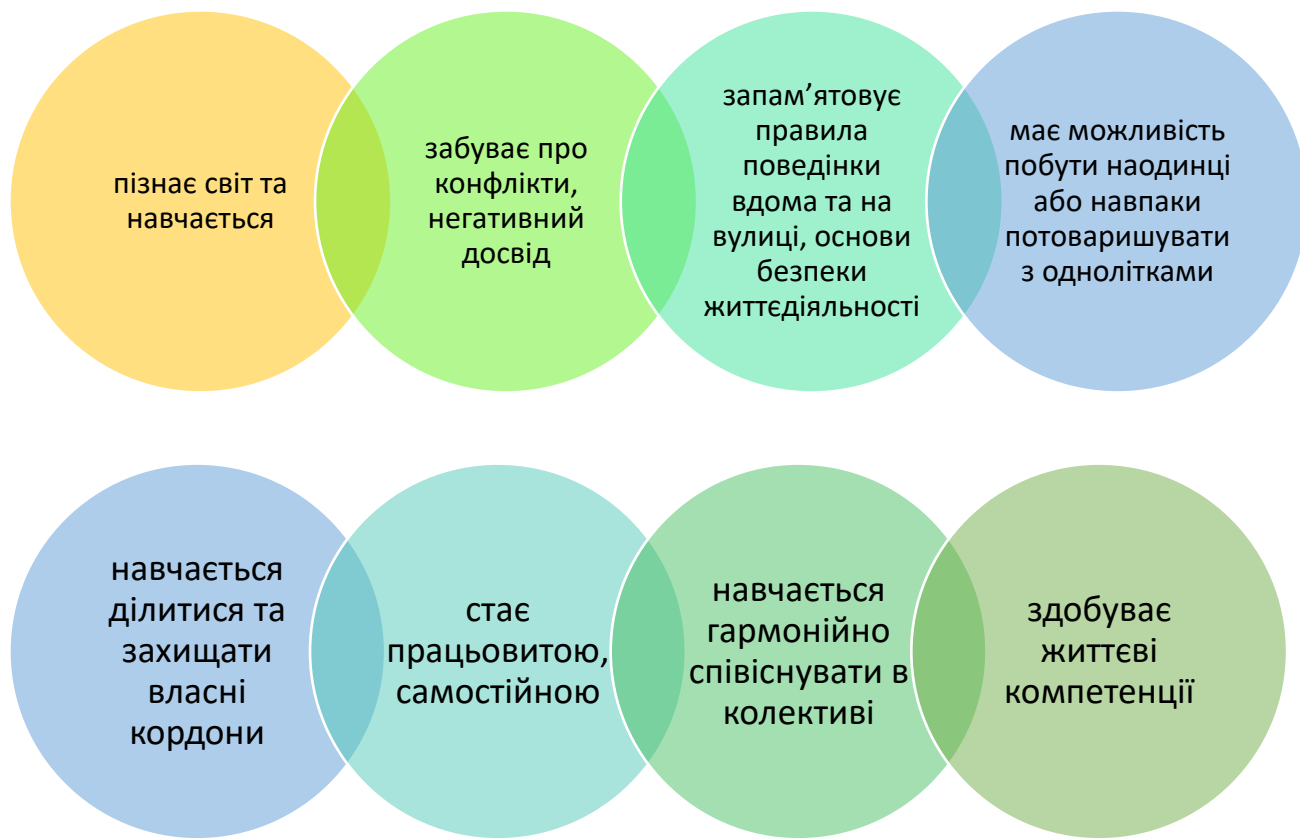 пізнає світ та
навчається
забуває про
конфлікти,
негативний
досвід
запам’ятовує
правила
поведінки
вдома та на
вулиці, основи
безпеки
життєдіяльності
має можливість
побути наодинці
або навпаки
потоваришувати
з однолітками
навчається
ділитися та
захищати
власні
кордони
стає
працьовитою,
самостійною
навчається
гармонійно
співіснувати в
колективі
здобуває
життєві
компетенції